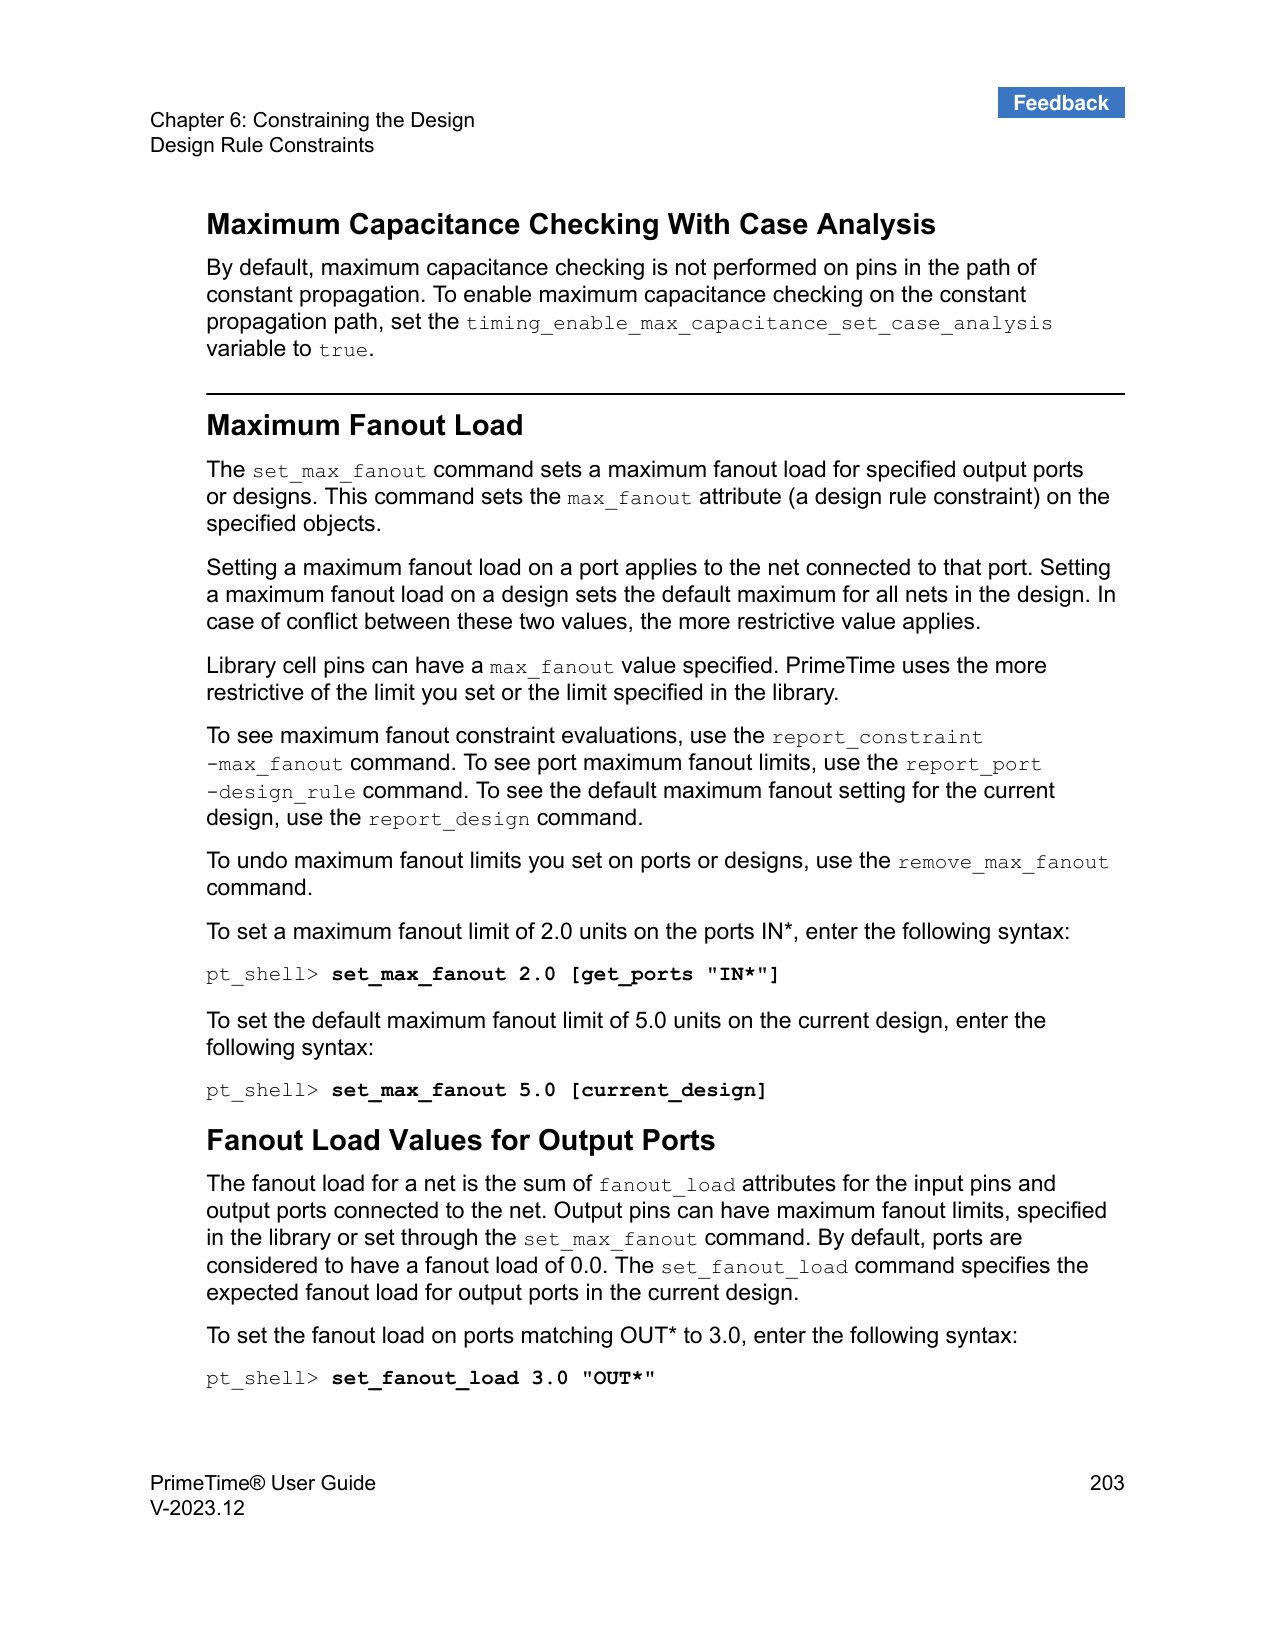 Feedback
Chapter 6: Constraining the Design
Design Rule Constraints
Maximum Capacitance Checking With Case Analysis
By default, maximum capacitance checking is not performed on pins in the path of
constant propagation. To enable maximum capacitance checking on the constant
propagation path, set the timing_enable_max_capacitance_set_case_analysis
variable to true.
Maximum Fanout Load
The set_max_fanout command sets a maximum fanout load for specified output ports
or designs. This command sets the max_fanout attribute (a design rule constraint) on the
specified objects.
Setting a maximum fanout load on a port applies to the net connected to that port. Setting
a maximum fanout load on a design sets the default maximum for all nets in the design. In
case of conflict between these two values, the more restrictive value applies.
Library cell pins can have a max_fanout value specified. PrimeTime uses the more
restrictive of the limit you set or the limit specified in the library.
To see maximum fanout constraint evaluations, use the report_constraint
-max_fanout command. To see port maximum fanout limits, use the report_port
-design_rule command. To see the default maximum fanout setting for the current
design, use the report_design command.
To undo maximum fanout limits you set on ports or designs, use the remove_max_fanout
command.
To set a maximum fanout limit of 2.0 units on the ports IN*, enter the following syntax:
pt_shell> set_max_fanout 2.0 [get_ports "IN*"]
To set the default maximum fanout limit of 5.0 units on the current design, enter the
following syntax:
pt_shell> set_max_fanout 5.0 [current_design]
Fanout Load Values for Output Ports
The fanout load for a net is the sum of fanout_load attributes for the input pins and
output ports connected to the net. Output pins can have maximum fanout limits, specified
in the library or set through the set_max_fanout command. By default, ports are
considered to have a fanout load of 0.0. The set_fanout_load command specifies the
expected fanout load for output ports in the current design.
To set the fanout load on ports matching OUT* to 3.0, enter the following syntax:
pt_shell> set_fanout_load 3.0 "OUT*"
PrimeTime® User Guide
203
V-2023.12